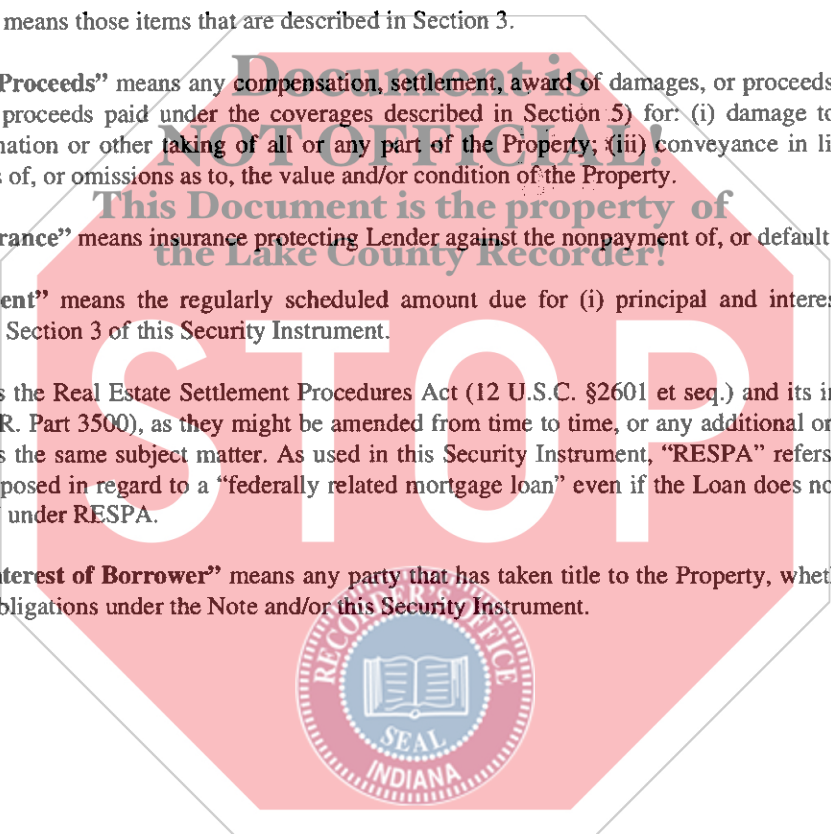 means those items that are described in Section 3.
Document is
Proceeds” means any compensation, settlement, award of damages, or proceeds
proceeds paid under the coverages described in Section 5) for: (i) damage to
NOT OFFICIAL!
nation or other taking of all or any part of the Property; (iii) conveyance in li
s of, or omissions as to, the value and/or condition of the Property.
This Document is the property of
rance” means insurance protecting Lender against the nonpayment of, or default
the Lake County Recorder!
ent” means the regularly scheduled amount due for (i) principal and interes
Section 3 of this Security Instrument.
STOP
s the Real Estate Settlement Procedures Act (12 U.S.C. §2601 et seq.) and its i
R. Part 3500), as they might be amended from time to time, or any additional or
s the same subject matter. As used in this Security Instrument, “RESPA” refers
posed in regard to a “federally related mortgage loan” even if the Loan does no
under RESPA.
terest of Borrower” means any party that has taken title to the Property, whet
bligations under the Note and/or this Security Instrument.
RECORDER'S OFFICE
SEAL
INDIANA